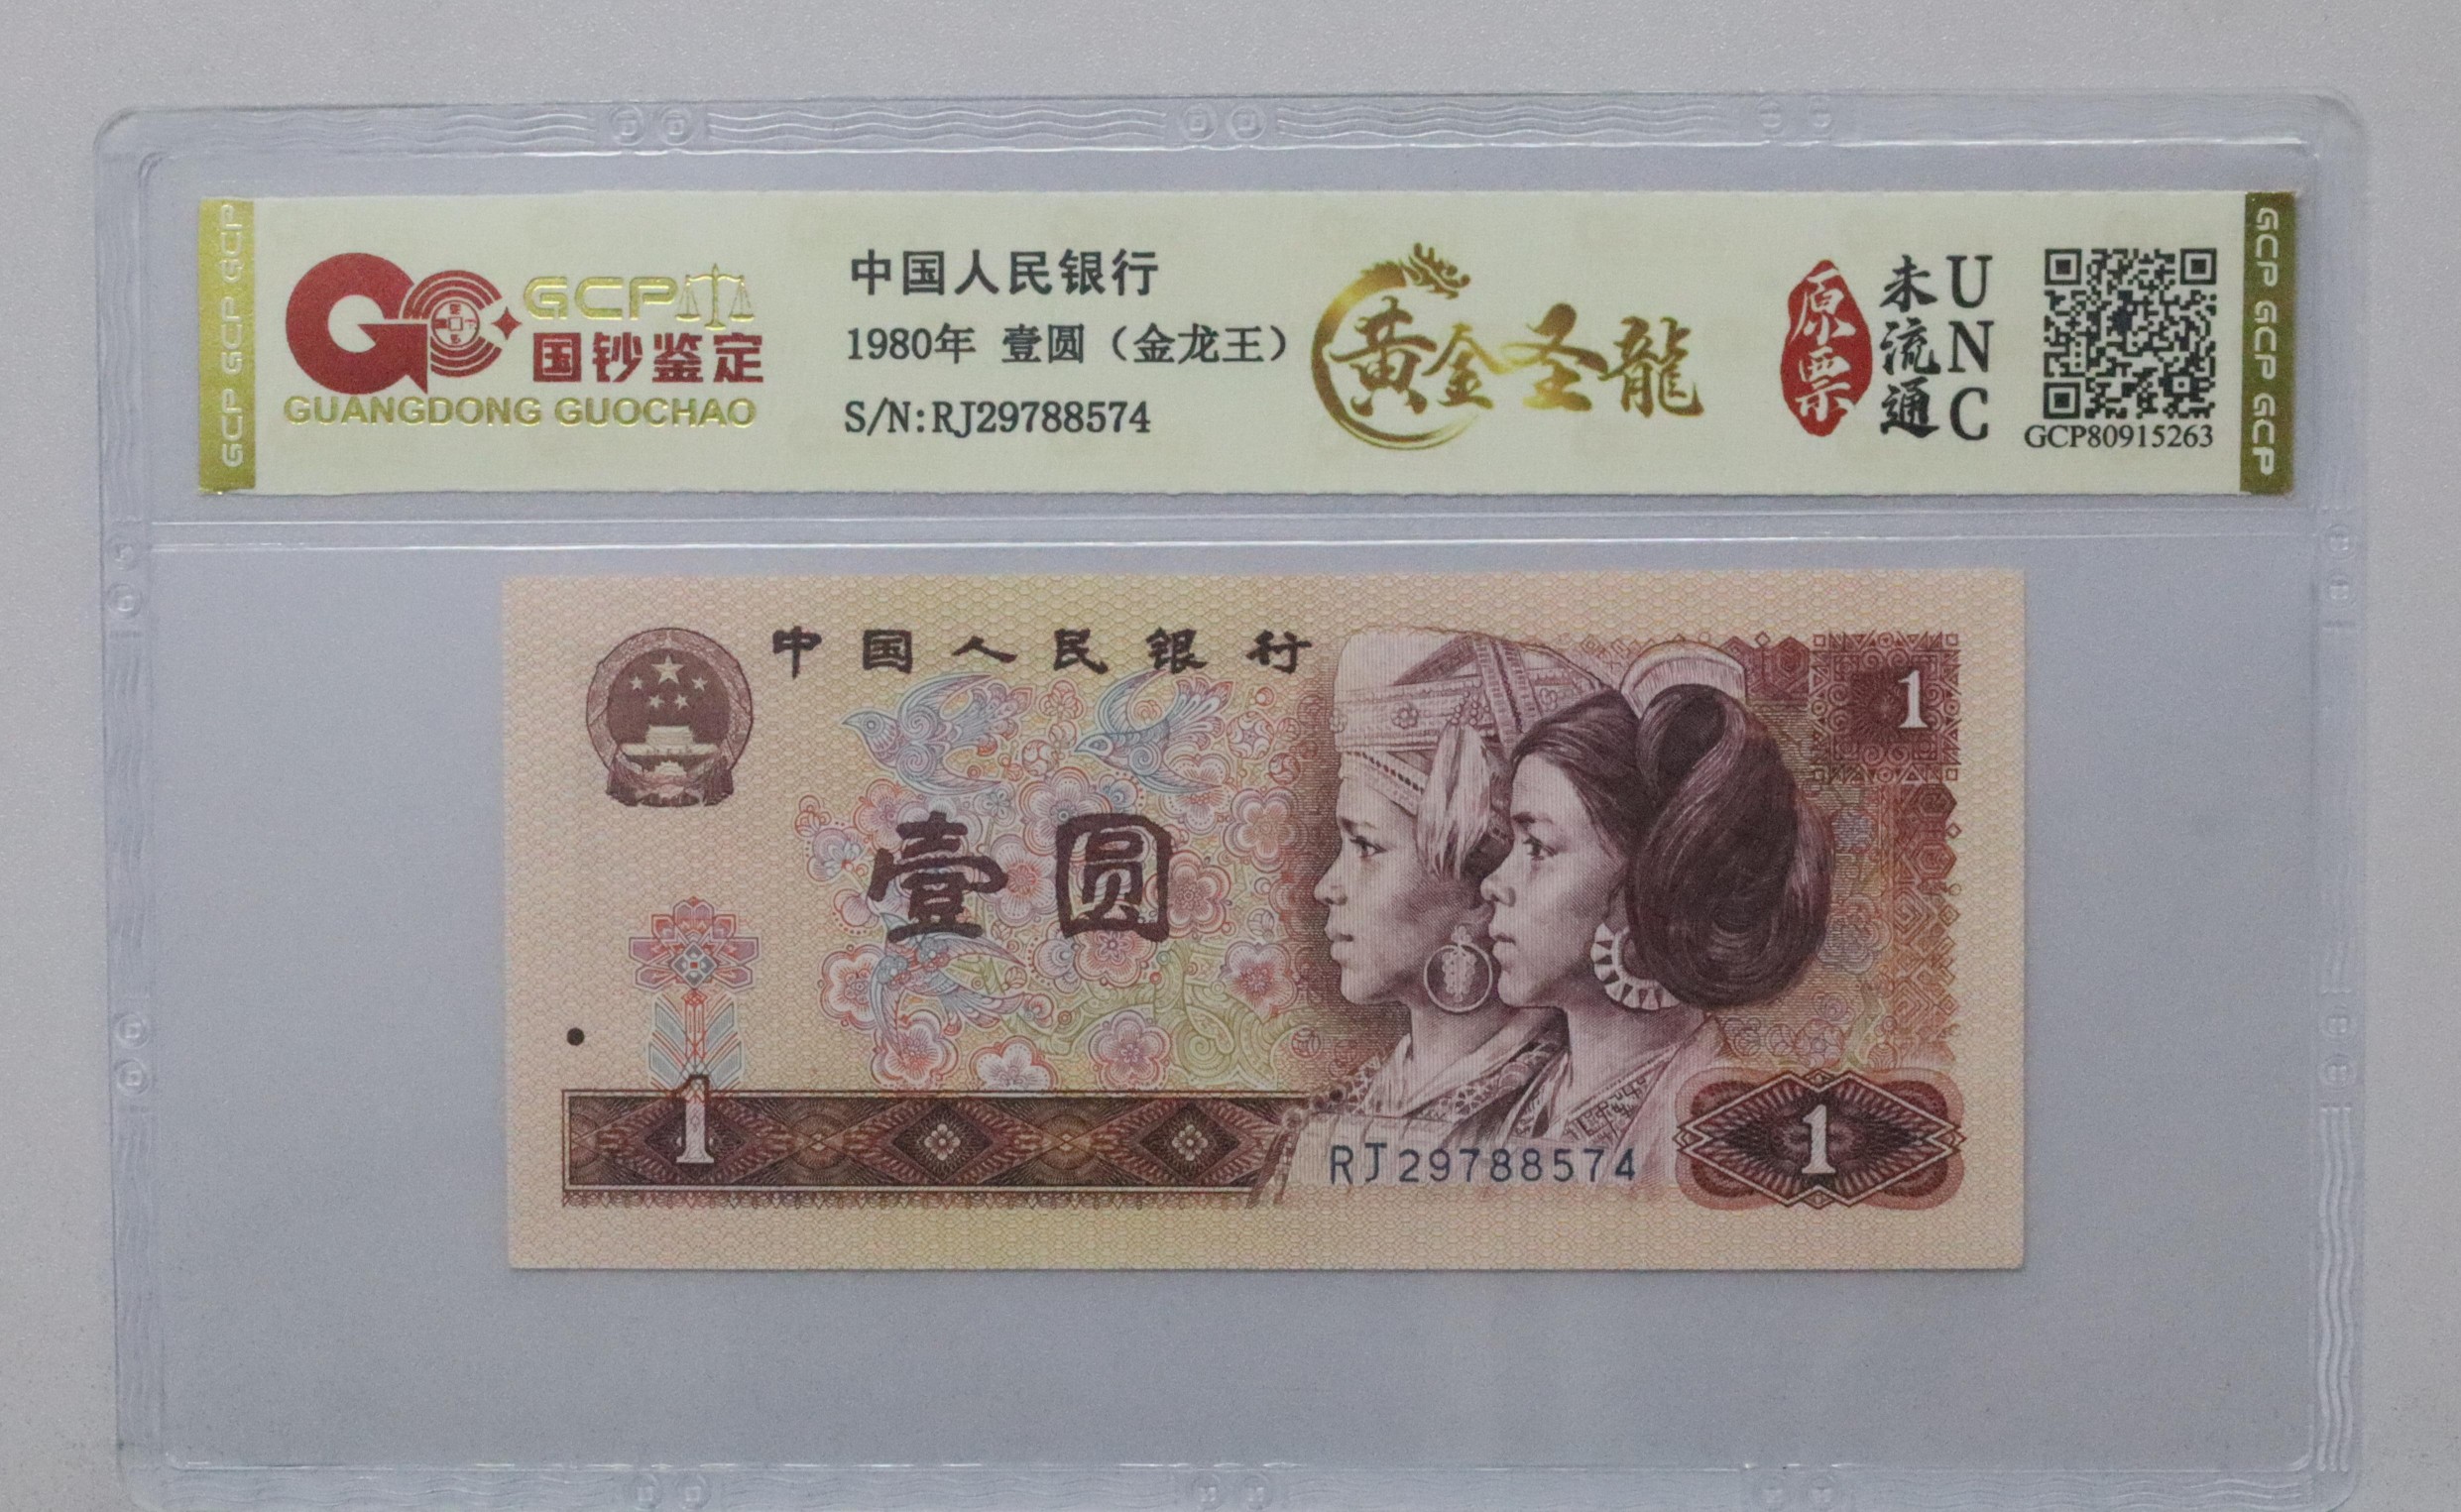 GCP GCP GCP
GCP
国钞鉴定
GUANGDONG GUOCHAO
中国人民银行
1980年 壹圆（金龙王）
S/N:RJ29788574
黄金圣龍
原票
未流通
UNC
GCP80915263
GCP GCP GCP GCP
中国人民银行
1
壹圆
1
RJ29788574
1